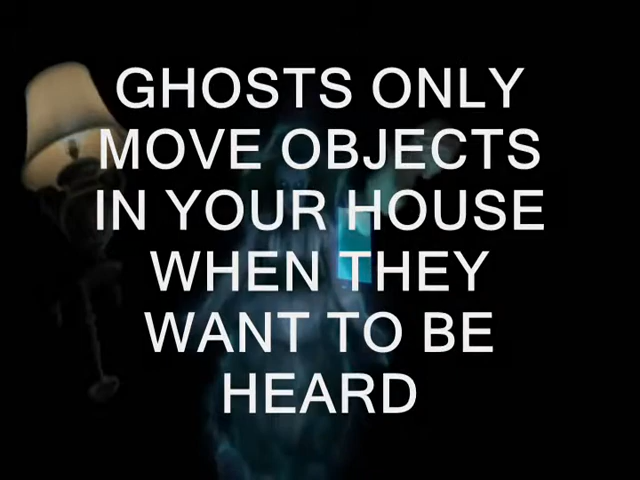 GHOSTS ONLY
MOVE OBJECTS
IN YOUR HOUSE
WHEN THEY
WANT TO BE
HEARD